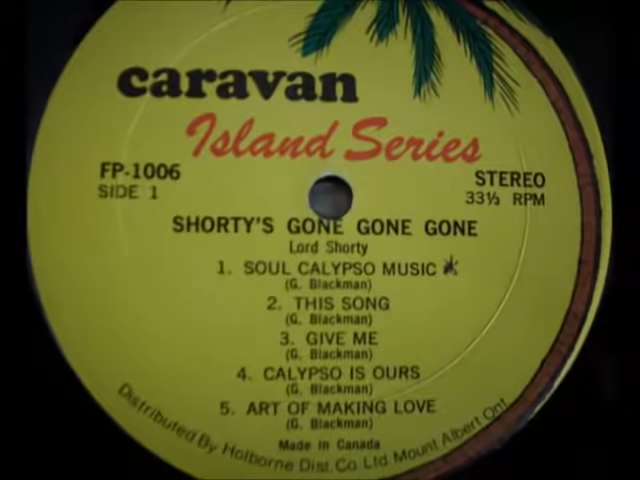 caravan
Island Series
FP-1006
SIDE 1
STEREO
33⅓ RPM
SHORTY'S GONE GONE GONE
Lord Shorty
1. SOUL CALYPSO MUSIC
(G. Blackman)
2. THIS SONG
(G. Blackman)
3. GIVE ME
(G. Blackman)
4. CALYPSO IS OURS
(G. Blackman)
5. ART OF MAKING LOVE
(G. Blackman)
Made in Canada
Distributed By Holborne Dist. Co. Ltd. Mount Albert Ont.